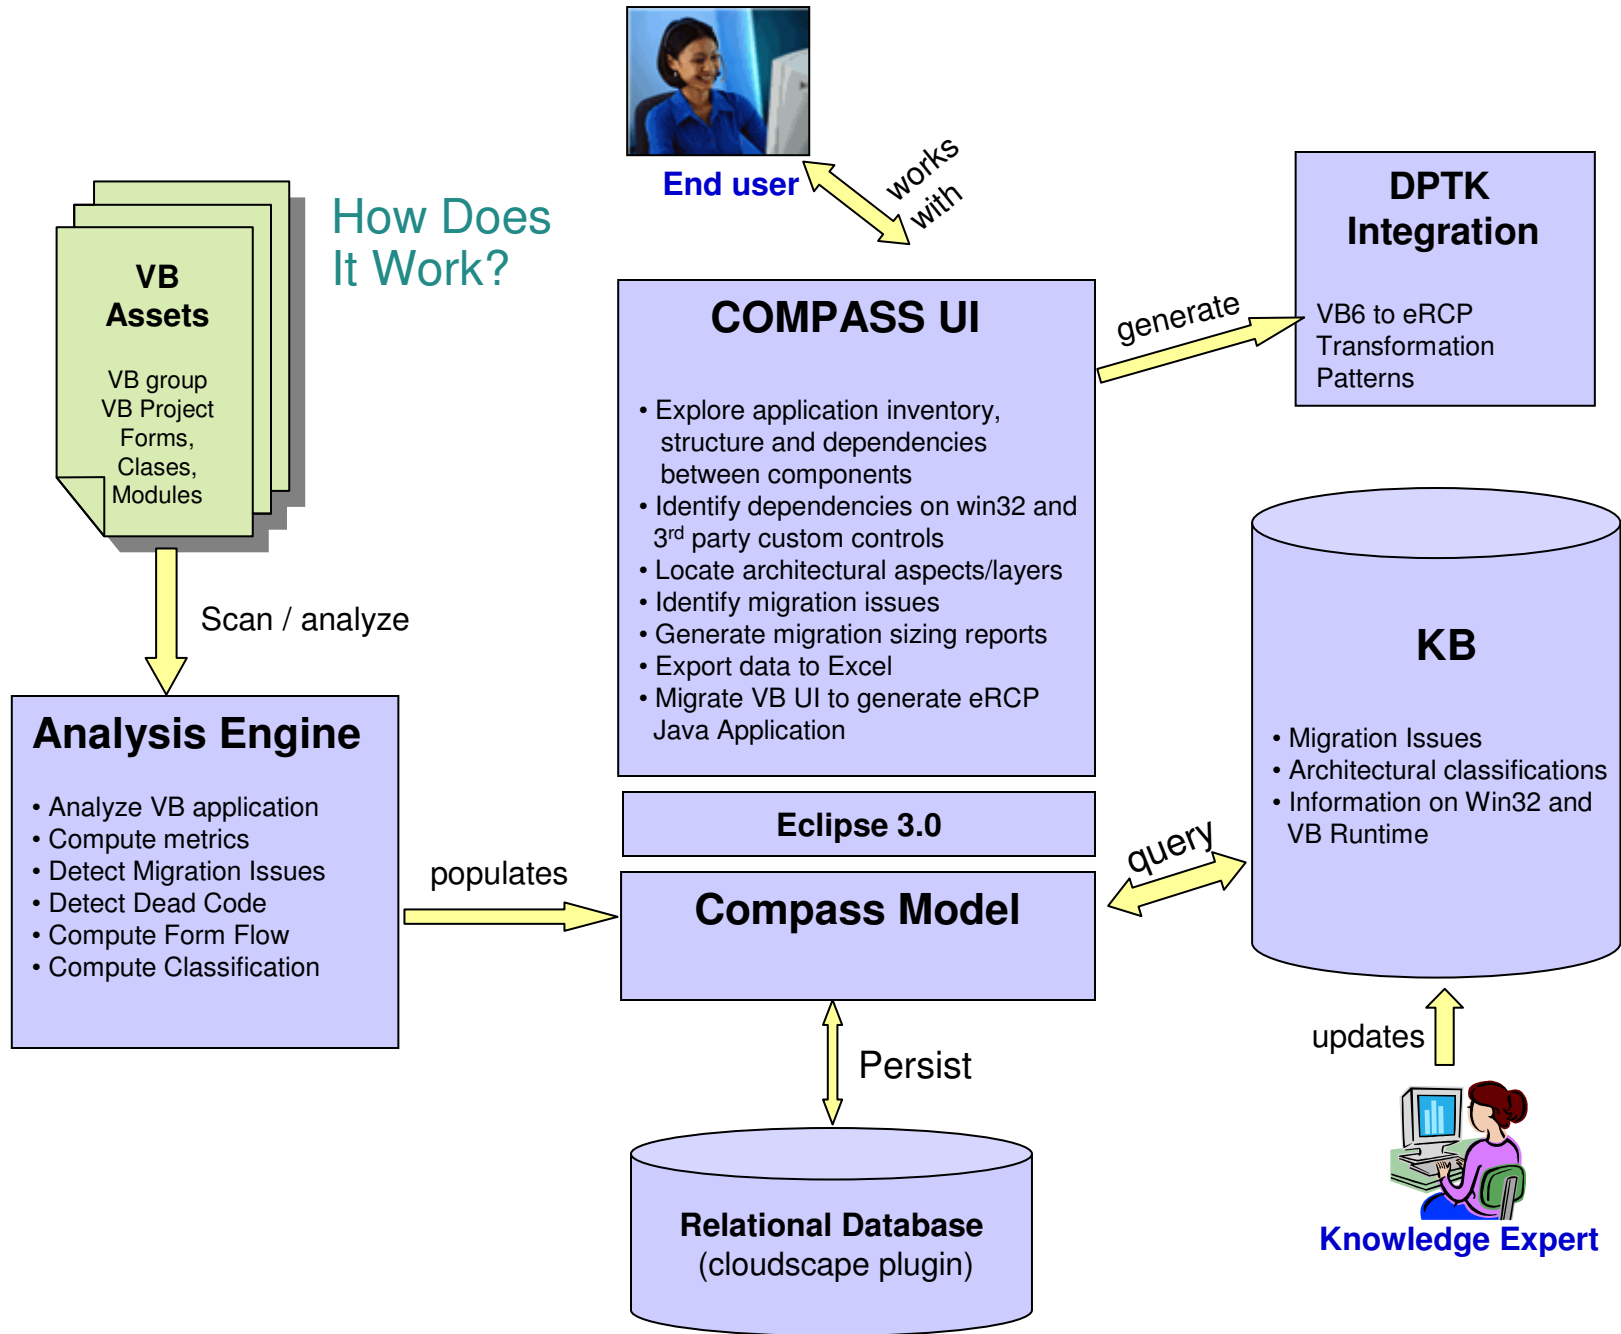 How Does
It Work?
End user
works
with
VB
Assets
VB group
VB Project
Forms,
Clases,
Modules
Scan / analyze
Analysis Engine
• Analyze VB application
• Compute metrics
• Detect Migration Issues
• Detect Dead Code
• Compute Form Flow
• Compute Classification
populates
COMPASS UI
• Explore application inventory,
structure and dependencies
between components
• Identify dependencies on win32 and
3rd party custom controls
• Locate architectural aspects/layers
• Identify migration issues
• Generate migration sizing reports
• Export data to Excel
• Migrate VB UI to generate eRCP
Java Application
Eclipse 3.0
Compass Model
Persist
Relational Database
(cloudscape plugin)
generate
DPTK
Integration
VB6 to eRCP
Transformation
Patterns
query
KB
• Migration Issues
• Architectural classifications
• Information on Win32 and
VB Runtime
updates
Knowledge Expert